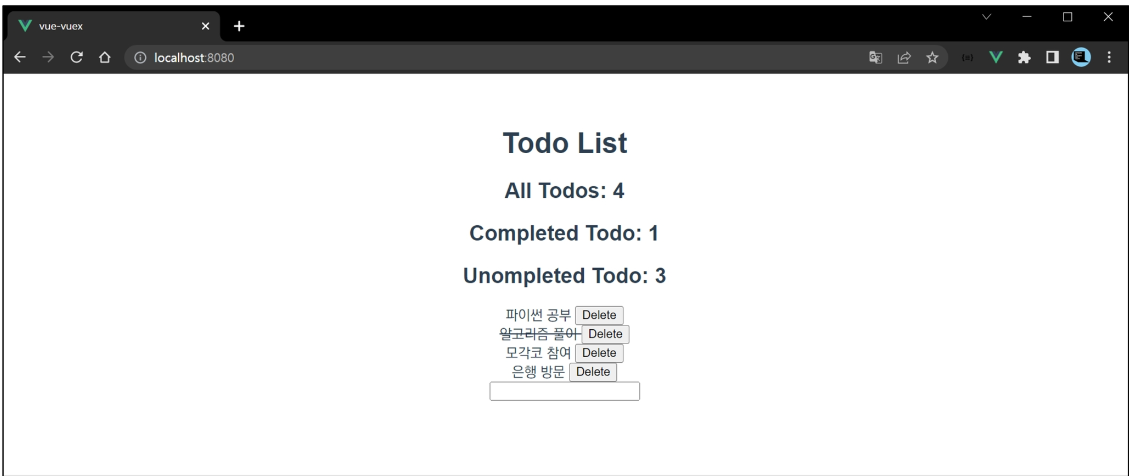 vue-vuex
localhost:8080
Todo List
All Todos: 4
Completed Todo: 1
Unompleted Todo: 3
파이썬 공부 Delete
알고리즘 풀이 Delete
모각코 참여 Delete
은행 방문 Delete